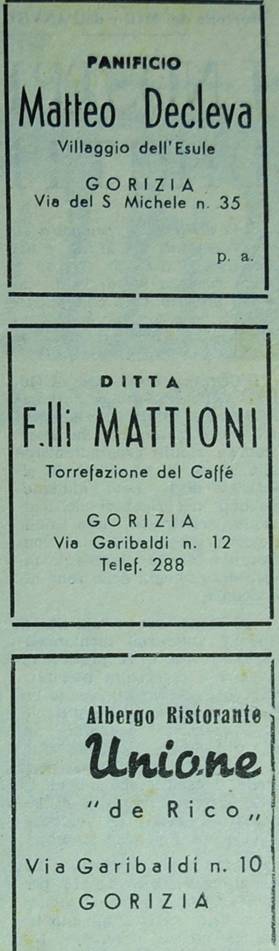 PANIFICIO
Matteo Decleva
Villaggio dell'Esule
GORIZIA
Via del S Michele n. 35
p. a.
DITTA
F.lli MATTIONI
Torrefazione del Caffé
GORIZIA
Via Garibaldi n. 12
Telef. 288
Albergo Ristorante
Unione
"de Rico„
Via Garibaldi n. 10
GORIZIA